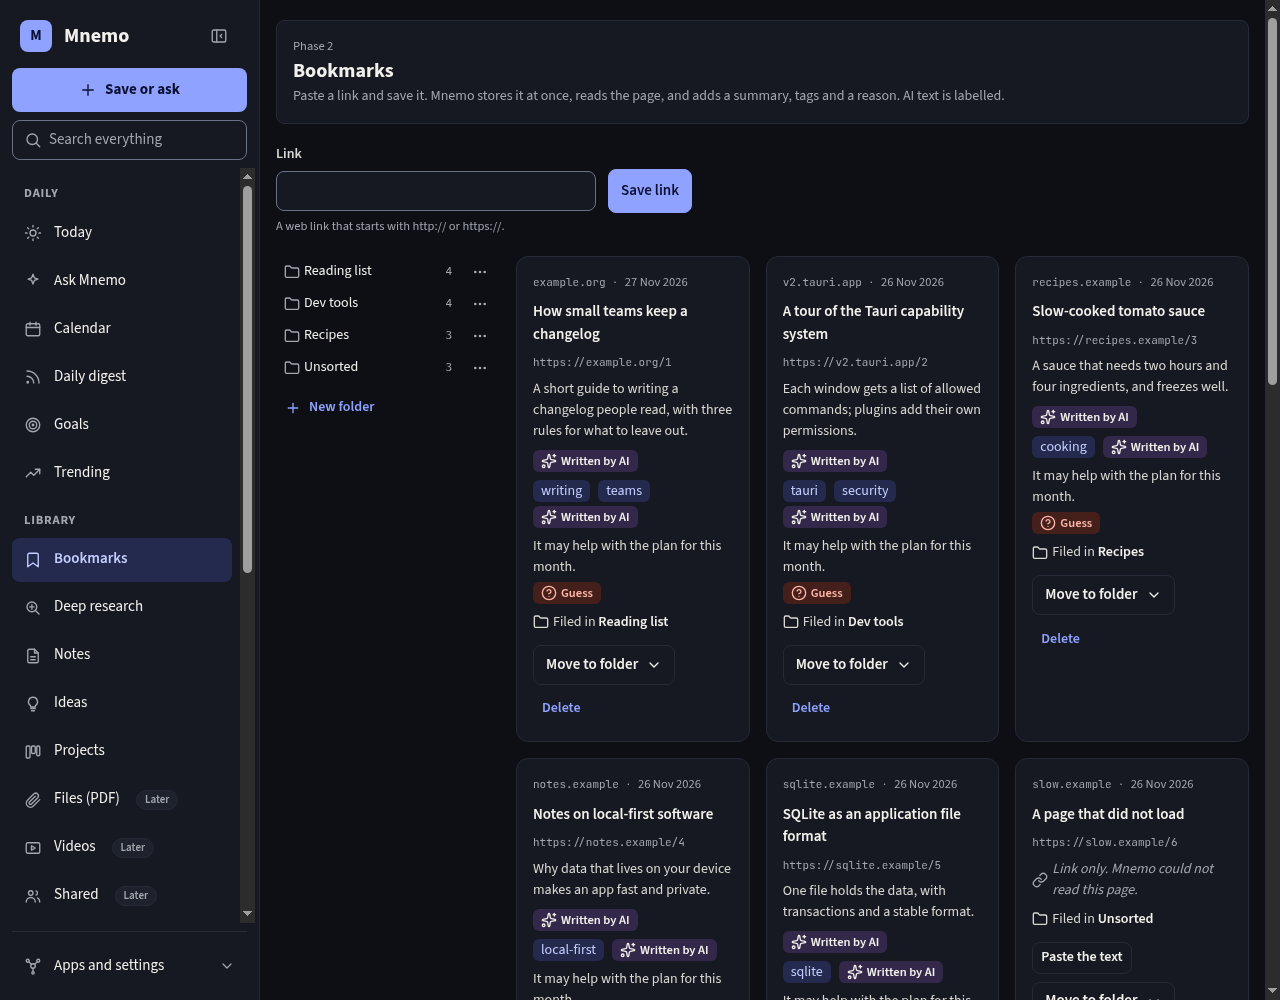 M Mnemo
Save or ask
Search everything
DAILY
Today
Ask Mnemo
Calendar
Daily digest
Goals
Trending
LIBRARY
Bookmarks
Deep research
Notes
Ideas
Projects
Files (PDF) Later
Videos Later
Shared Later
Apps and settings
Phase 2
Bookmarks
Paste a link and save it. Mnemo stores it at once, reads the page, and adds a summary, tags and a reason. AI text is labelled.
Link
Save link
A web link that starts with http:// or https://.
Reading list 4
Dev tools 4
Recipes 3
Unsorted 3
New folder
example.org · 27 Nov 2026
How small teams keep a
changelog
https://example.org/1
A short guide to writing a
changelog people read, with three
rules for what to leave out.
Written by AI
writing teams
Written by AI
It may help with the plan for this
month.
Guess
Filed in Reading list
Move to folder
Delete
v2.tauri.app · 26 Nov 2026
A tour of the Tauri capability
system
https://v2.tauri.app/2
Each window gets a list of allowed
commands; plugins add their own
permissions.
Written by AI
tauri security
Written by AI
It may help with the plan for this
month.
Guess
Filed in Dev tools
Move to folder
Delete
recipes.example · 26 Nov 2026
Slow-cooked tomato sauce
https://recipes.example/3
A sauce that needs two hours and
four ingredients, and freezes well.
Written by AI
cooking Written by AI
It may help with the plan for this
month.
Guess
Filed in Recipes
Move to folder
Delete
notes.example · 26 Nov 2026
Notes on local-first software
https://notes.example/4
Why data that lives on your device
makes an app fast and private.
Written by AI
local-first Written by AI
It may help with the plan for this
month.
sqlite.example · 26 Nov 2026
SQLite as an application file
format
https://sqlite.example/5
One file holds the data, with
transactions and a stable format.
Written by AI
sqlite Written by AI
It may help with the plan for this
slow.example · 26 Nov 2026
A page that did not load
https://slow.example/6
Link only. Mnemo could not
read this page.
Filed in Unsorted
Paste the text
Move to folder